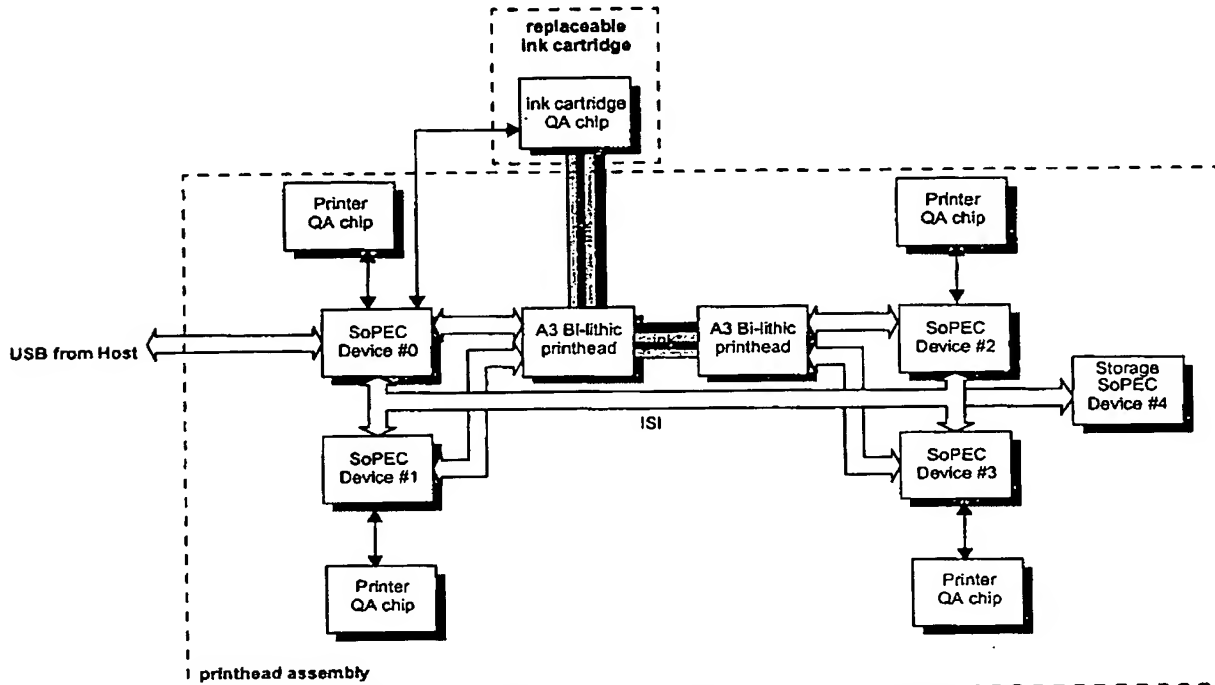 replaceable
ink cartridge
ink cartridge
QA chip
Printer
QA chip
Printer
QA chip
USB from Host
SoPEC
Device #0
A3 Bi-lithic
printhead
ink
A3 Bi-lithic
printhead
SoPEC
Device #2
Storage
SoPEC
Device #4
ISI
SoPEC
Device #1
SoPEC
Device #3
Printer
QA chip
Printer
QA chip
printhead assembly